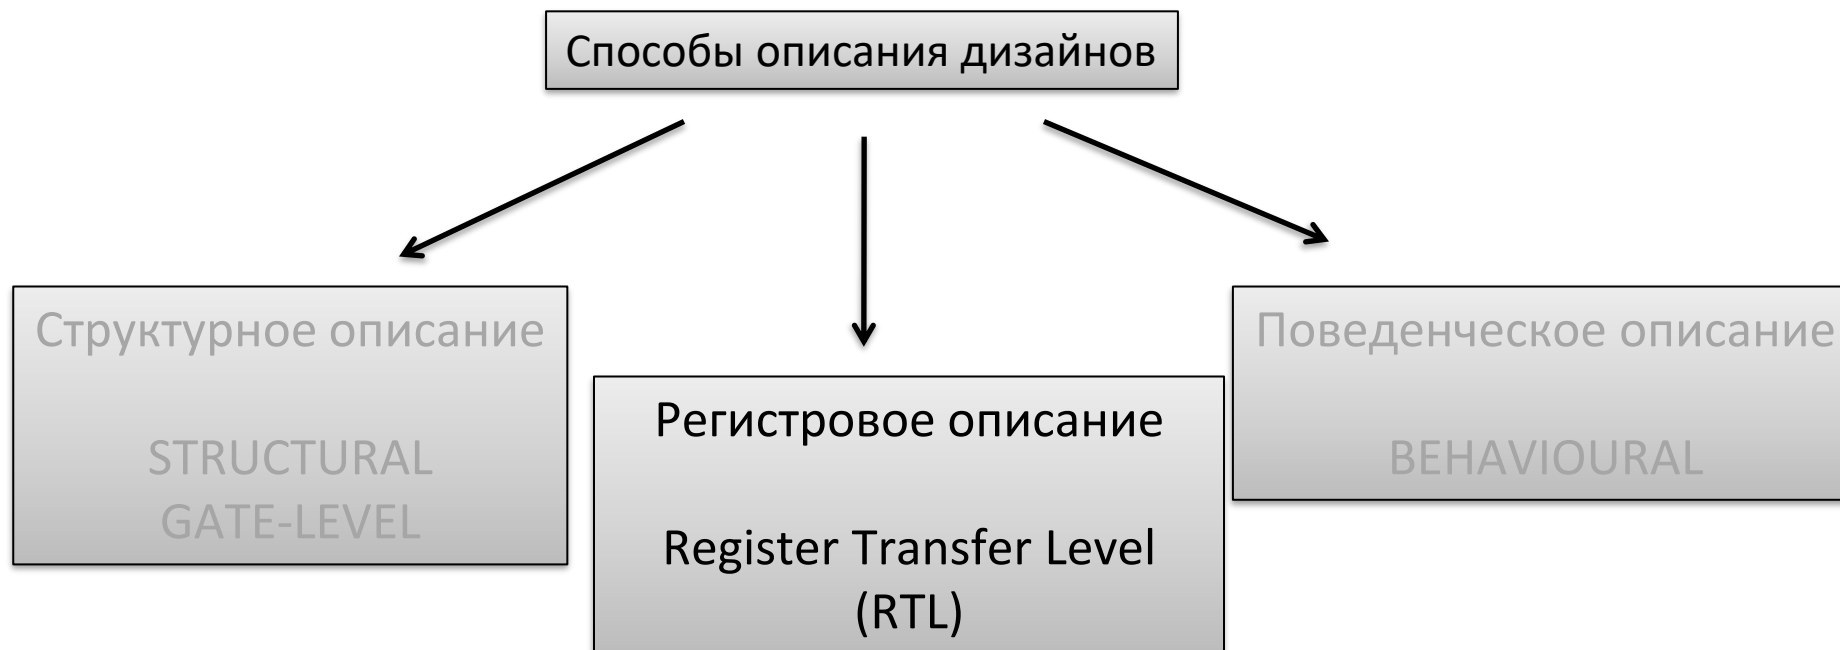 Способы описания дизайнов
Структурное описание
STRUCTURAL
GATE-LEVEL
Регистровое описание
Register Transfer Level
(RTL)
Поведенческое описание
BEHAVIOURAL